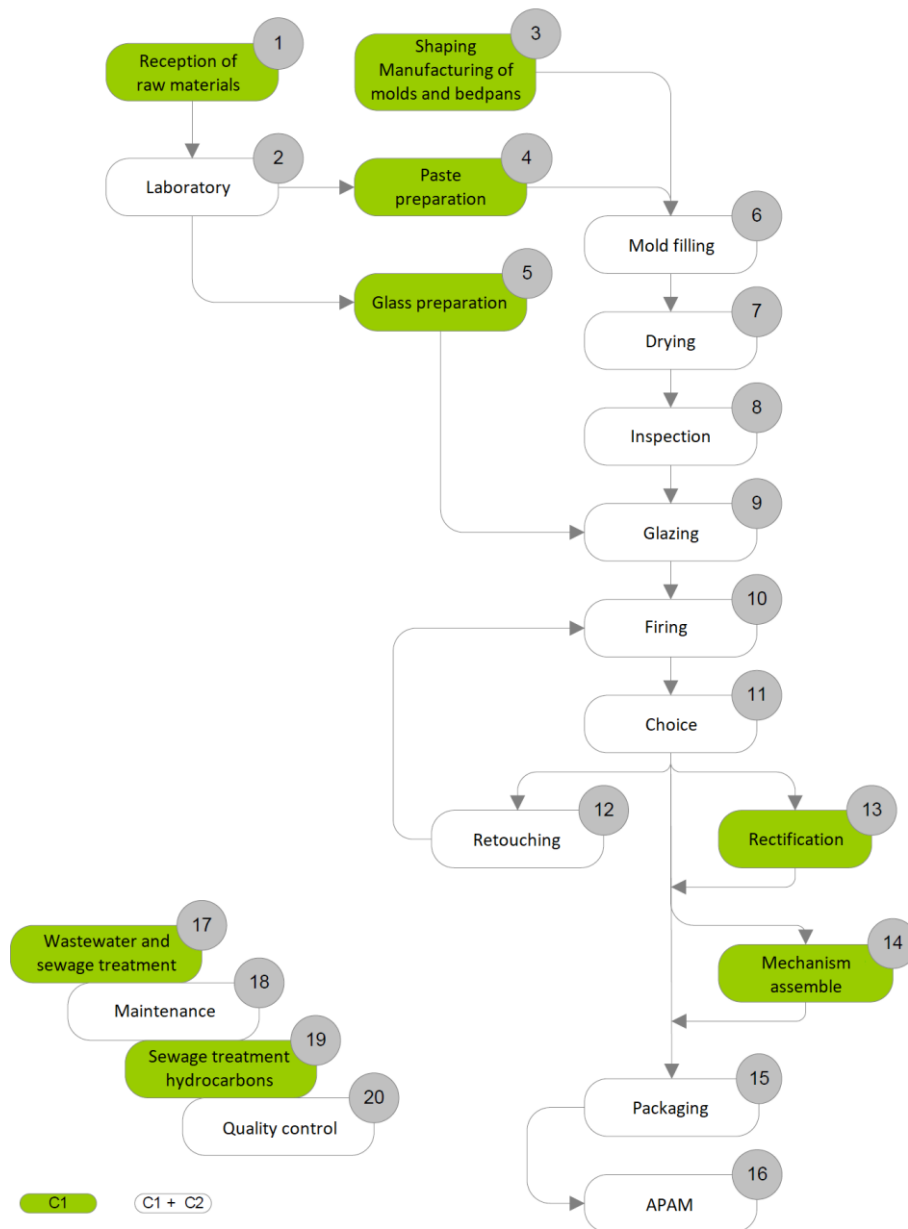 1
Reception of
raw materials
3
Shaping
Manufacturing of
molds and bedpans
2
Laboratory
4
Paste
preparation
6
Mold filling
5
Glass preparation
7
Drying
8
Inspection
9
Glazing
10
Firing
11
Choice
12
Retouching
13
Rectification
17
Wastewater and
sewage treatment
14
Mechanism
assemble
18
Maintenance
19
Sewage treatment
hydrocarbons
15
Packaging
20
Quality control
16
APAM
C1
C1 + C2